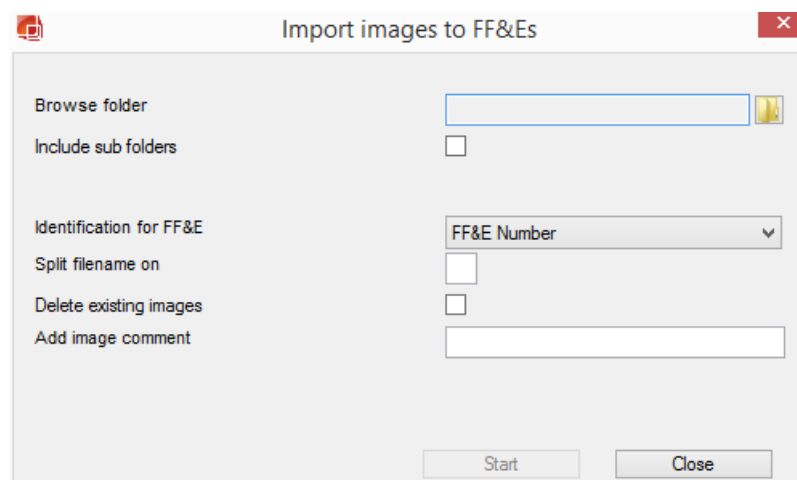 Import images to FF&Es
Browse folder
Include sub folders
Identification for FF&E
FF&E Number
Split filename on
Delete existing images
Add image comment
Start
Close